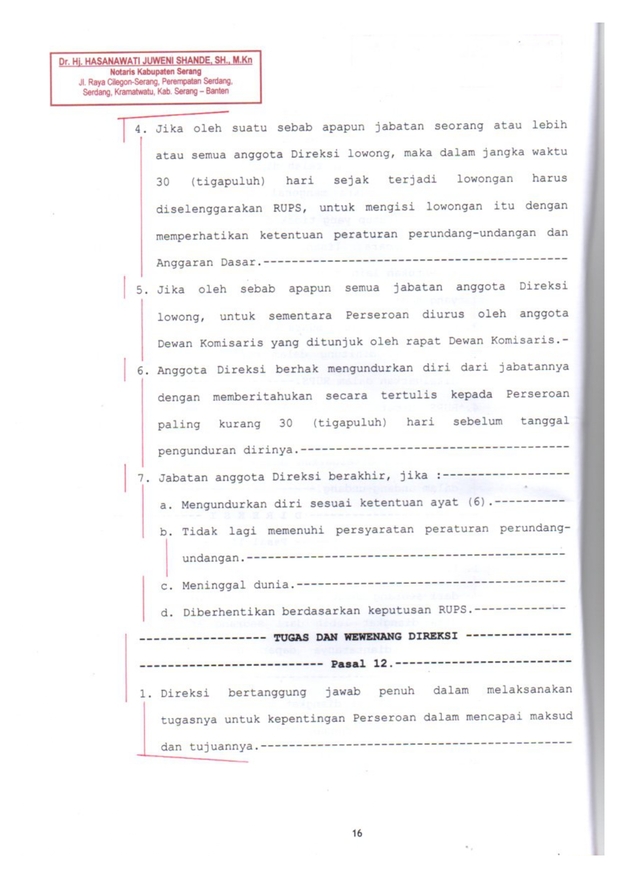 Dr. Hj. HASANAWATI JUWENI SHANDE, SH., M.Kn
Notaris Kabupaten Serang
Jl. Raya Cilegon-Serang, Perempatan Serdang,
Serdang, Kramatwatu, Kab. Serang – Banten
4. Jika oleh suatu sebab apapun jabatan seorang atau lebih
atau semua anggota Direksi lowong, maka dalam jangka waktu
30 (tigapuluh) hari sejak terjadi lowongan harus
diselenggarakan RUPS, untuk mengisi lowongan itu dengan
memperhatikan ketentuan peraturan perundang-undangan dan
Anggaran Dasar.-------------------------------------------
5. Jika oleh sebab apapun semua jabatan anggota Direksi
lowong, untuk sementara Perseroan diurus oleh anggota
Dewan Komisaris yang ditunjuk oleh rapat Dewan Komisaris.-
6. Anggota Direksi berhak mengundurkan diri dari jabatannya
dengan memberitahukan secara tertulis kepada Perseroan
paling kurang 30 (tigapuluh) hari sebelum tanggal
pengunduran dirinya.--------------------------------------
7. Jabatan anggota Direksi berakhir, jika :------------------
a. Mengundurkan diri sesuai ketentuan ayat (6).----------
b. Tidak lagi memenuhi persyaratan peraturan perundang-
undangan.---------------------------------------------
c. Meninggal dunia.--------------------------------------
d. Diberhentikan berdasarkan keputusan RUPS.-------------
------------------ TUGAS DAN WEWENANG DIREKSI ---------------
-------------------------- Pasal 12.-------------------------
1. Direksi bertanggung jawab penuh dalam melaksanakan
tugasnya untuk kepentingan Perseroan dalam mencapai maksud
dan tujuannya.--------------------------------------------
16